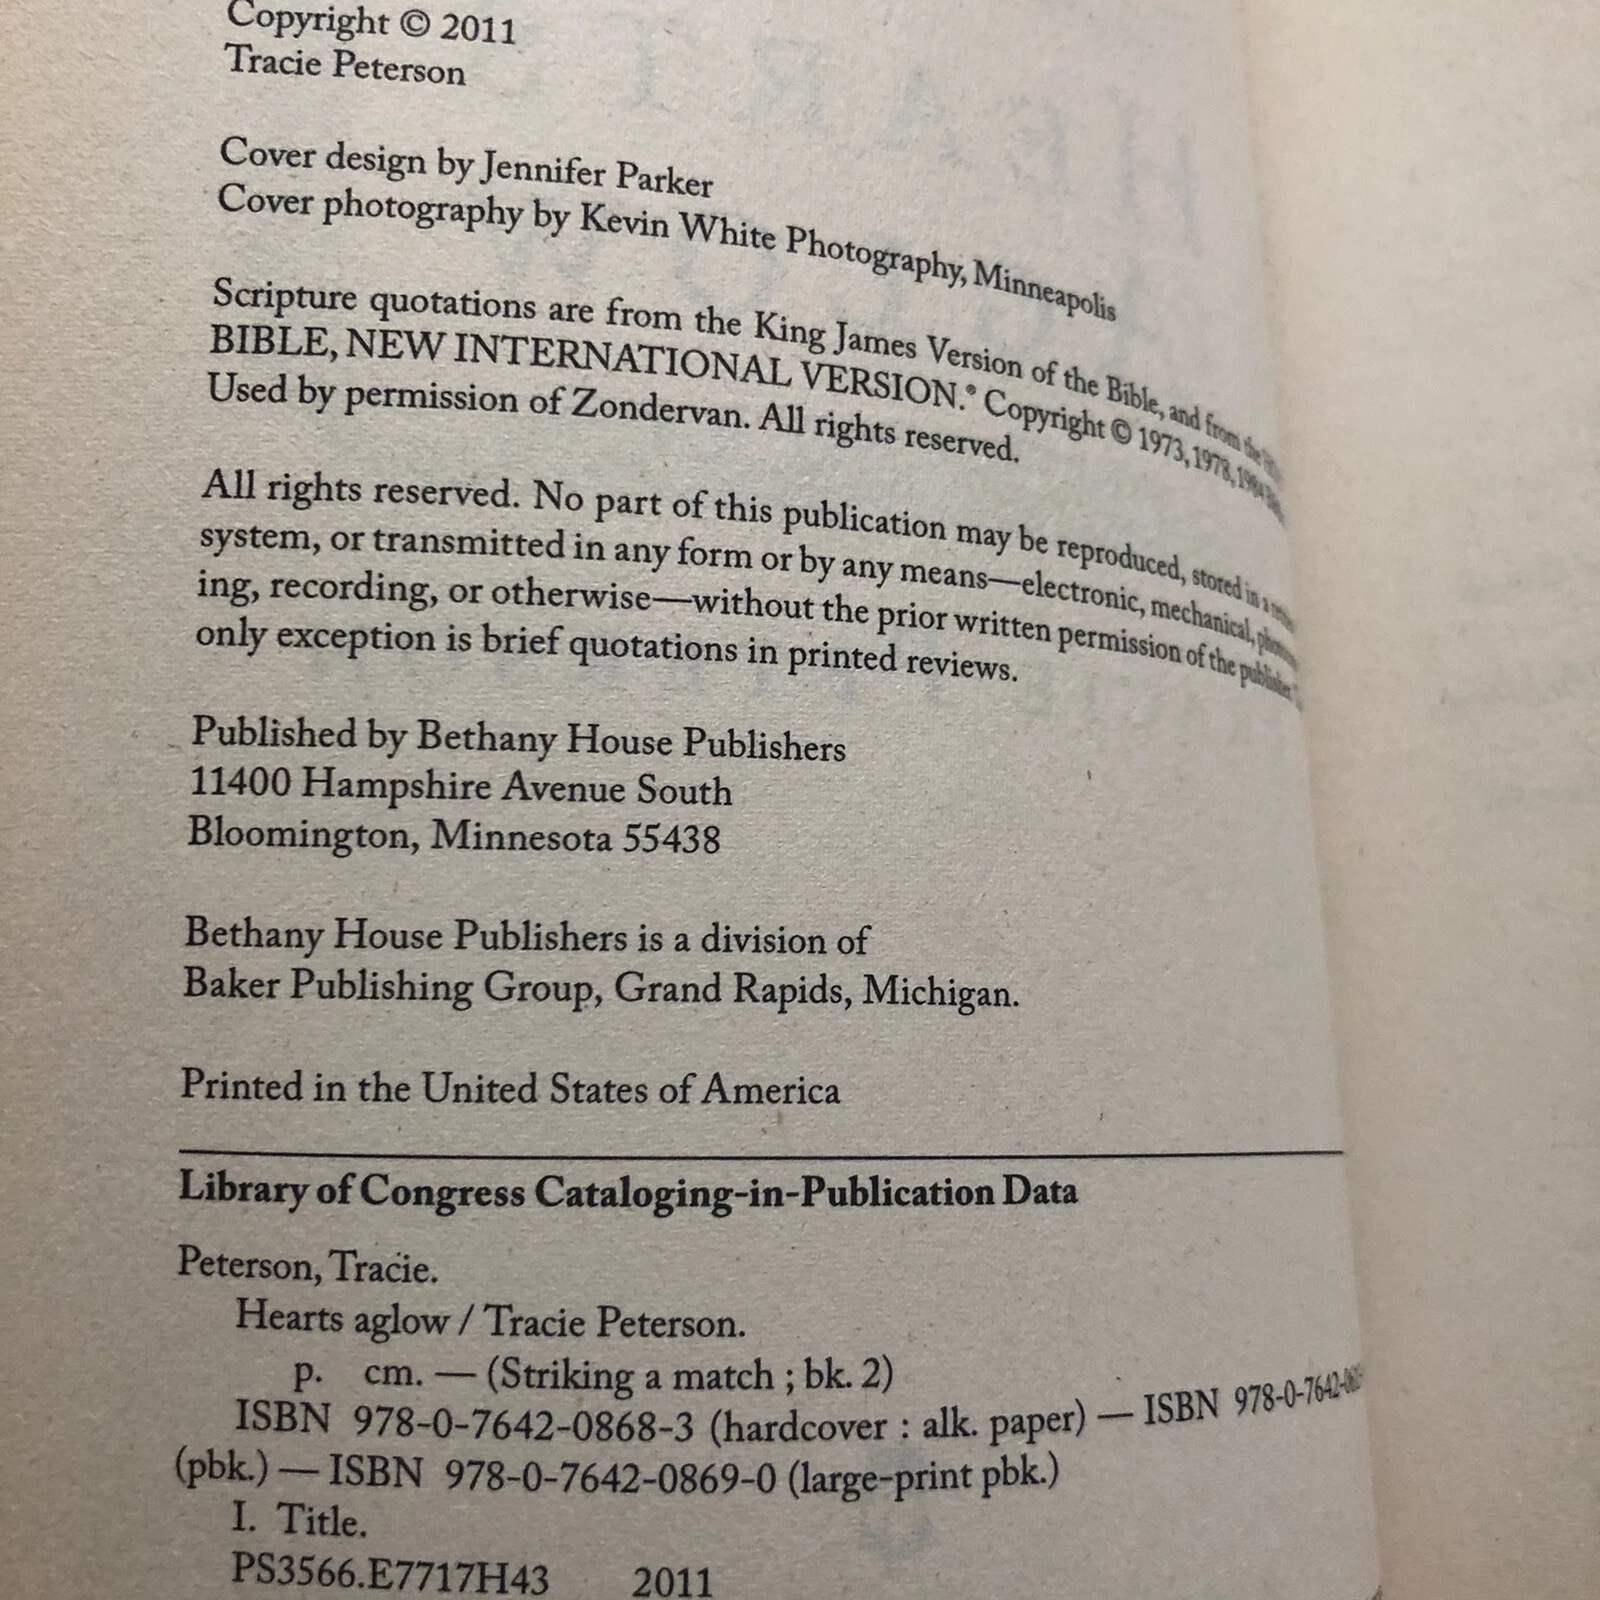 Copyright © 2011
Tracie Peterson
Cover design by Jennifer Parker
Cover photography by Kevin White Photography, Minneapolis
Scripture quotations are from the King James Version of the Bible, and from the
BIBLE, NEW INTERNATIONAL VERSION.® Copyright © 1973, 1978, 1984
Used by permission of Zondervan. All rights reserved.
All rights reserved. No part of this publication may be reproduced, stored in a
system, or transmitted in any form or by any means—electronic, mechanical,
ing, recording, or otherwise—without the prior written permission of the publisher.
only exception is brief quotations in printed reviews.
Published by Bethany House Publishers
11400 Hampshire Avenue South
Bloomington, Minnesota 55438
Bethany House Publishers is a division of
Baker Publishing Group, Grand Rapids, Michigan.
Printed in the United States of America
Library of Congress Cataloging-in-Publication Data
Peterson, Tracie.
Hearts aglow / Tracie Peterson.
p. cm. — (Striking a match ; bk. 2)
ISBN 978-0-7642-0868-3 (hardcover : alk. paper) — ISBN
(pbk.) — ISBN 978-0-7642-0869-0 (large-print pbk.)
I. Title.
PS3566.E7717H43 2011